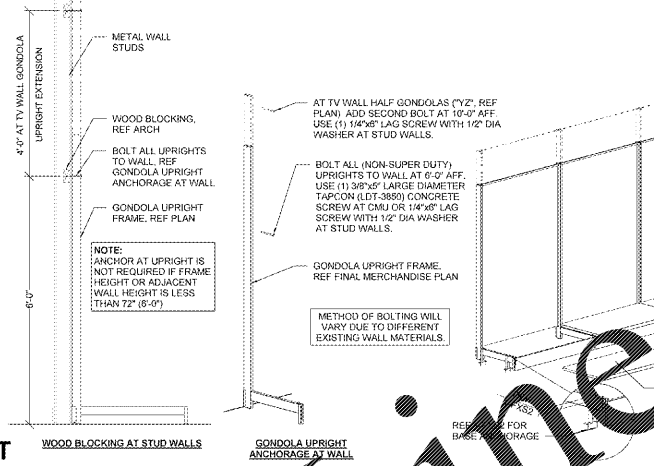 4'-0" AT TV WALL GONDOLA
UPRIGHT EXTENSION
6'-0"
METAL WALL
STUDS
WOOD BLOCKING,
REF ARCH
BOLT ALL UPRIGHTS
TO WALL, REF
GONDOLA UPRIGHT
ANCHORAGE AT WALL
GONDOLA UPRIGHT
FRAME, REF PLAN
NOTE:
ANCHOR AT UPRIGHT IS
NOT REQUIRED IF FRAME
HEIGHT OR ADJACENT
WALL HEIGHT IS LESS
THAN 72" (6'-0")
WOOD BLOCKING AT STUD WALLS
AT TV WALL HALF GONDOLAS ("YZ", REF
PLAN) ADD SECOND BOLT AT 10'-0" AFF.
USE (1) 1/4"x6" LAG SCREW WITH 1/2" DIA
WASHER AT STUD WALLS.
BOLT ALL (NON-SUPER DUTY)
UPRIGHTS TO WALL AT 6'-0" AFF.
USE (1) 3/8"x5" LARGE DIAMETER
TAPCON (LDT-3850) CONCRETE
SCREW AT CMU OR 1/4"x6" LAG
SCREW WITH 1/2" DIA WASHER
AT STUD WALLS.
GONDOLA UPRIGHT FRAME,
REF FINAL MERCHANDISE PLAN
METHOD OF BOLTING WILL
VARY DUE TO DIFFERENT
EXISTING WALL MATERIALS.
GONDOLA UPRIGHT
ANCHORAGE AT WALL
FOR
BASE ANCHORAGE
T
ine